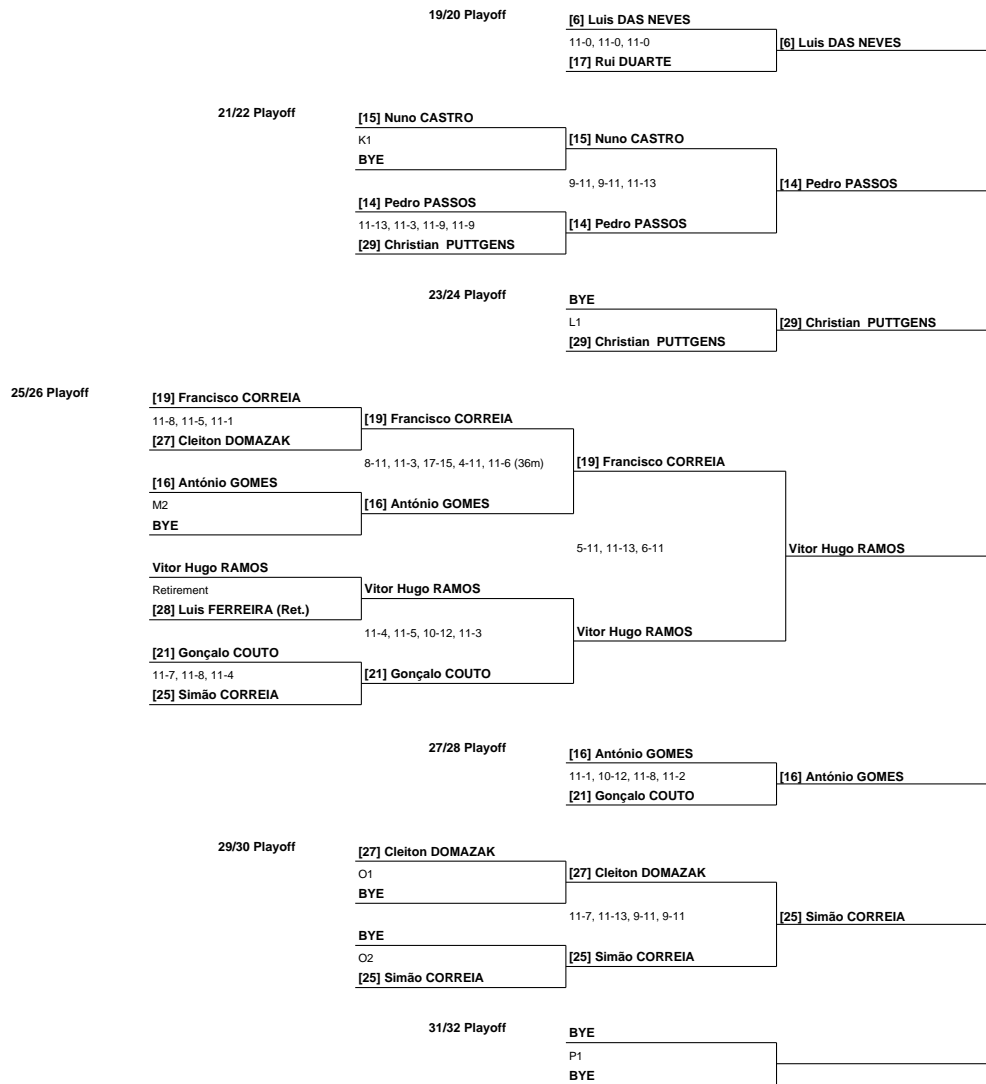 19/20 Playoff
[6] Luis DAS NEVES
11-0, 11-0, 11-0
[6] Luis DAS NEVES
[17] Rui DUARTE
21/22 Playoff
[15] Nuno CASTRO
K1
[15] Nuno CASTRO
BYE
9-11, 9-11, 11-13
[14] Pedro PASSOS
[14] Pedro PASSOS
11-13, 11-3, 11-9, 11-9
[14] Pedro PASSOS
[29] Christian PUTTGENS
23/24 Playoff
BYE
L1
[29] Christian PUTTGENS
[29] Christian PUTTGENS
25/26 Playoff
[19] Francisco CORREIA
11-8, 11-5, 11-1
[19] Francisco CORREIA
[27] Cleiton DOMAZAK
8-11, 11-3, 17-15, 4-11, 11-6 (36m)
[19] Francisco CORREIA
[16] António GOMES
M2
[16] António GOMES
BYE
5-11, 11-13, 6-11
Vitor Hugo RAMOS
Vitor Hugo RAMOS
Retirement
Vitor Hugo RAMOS
[28] Luis FERREIRA (Ret.)
11-4, 11-5, 10-12, 11-3
Vitor Hugo RAMOS
[21] Gonçalo COUTO
11-7, 11-8, 11-4
[21] Gonçalo COUTO
[25] Simão CORREIA
27/28 Playoff
[16] António GOMES
11-1, 10-12, 11-8, 11-2
[16] António GOMES
[21] Gonçalo COUTO
29/30 Playoff
[27] Cleiton DOMAZAK
O1
[27] Cleiton DOMAZAK
BYE
11-7, 11-13, 9-11, 9-11
[25] Simão CORREIA
BYE
O2
[25] Simão CORREIA
[25] Simão CORREIA
31/32 Playoff
BYE
P1
BYE